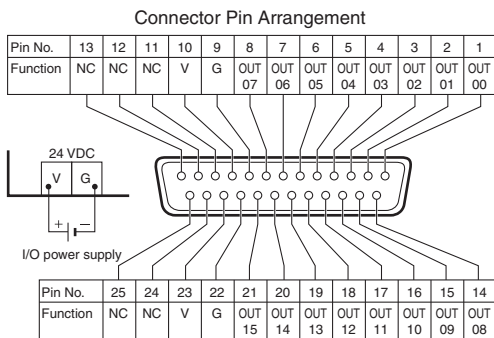 Connector Pin Arrangement
Pin No. 13 12 11 10 9 8 7 6 5 4 3 2 1
Function NC NC NC V G OUT 07 OUT 06 OUT 05 OUT 04 OUT 03 OUT 02 OUT 01 OUT 00
24 VDC
V G
+ −
I/O power supply
Pin No. 25 24 23 22 21 20 19 18 17 16 15 14
Function NC NC V G OUT 15 OUT 14 OUT 13 OUT 12 OUT 11 OUT 10 OUT 09 OUT 08